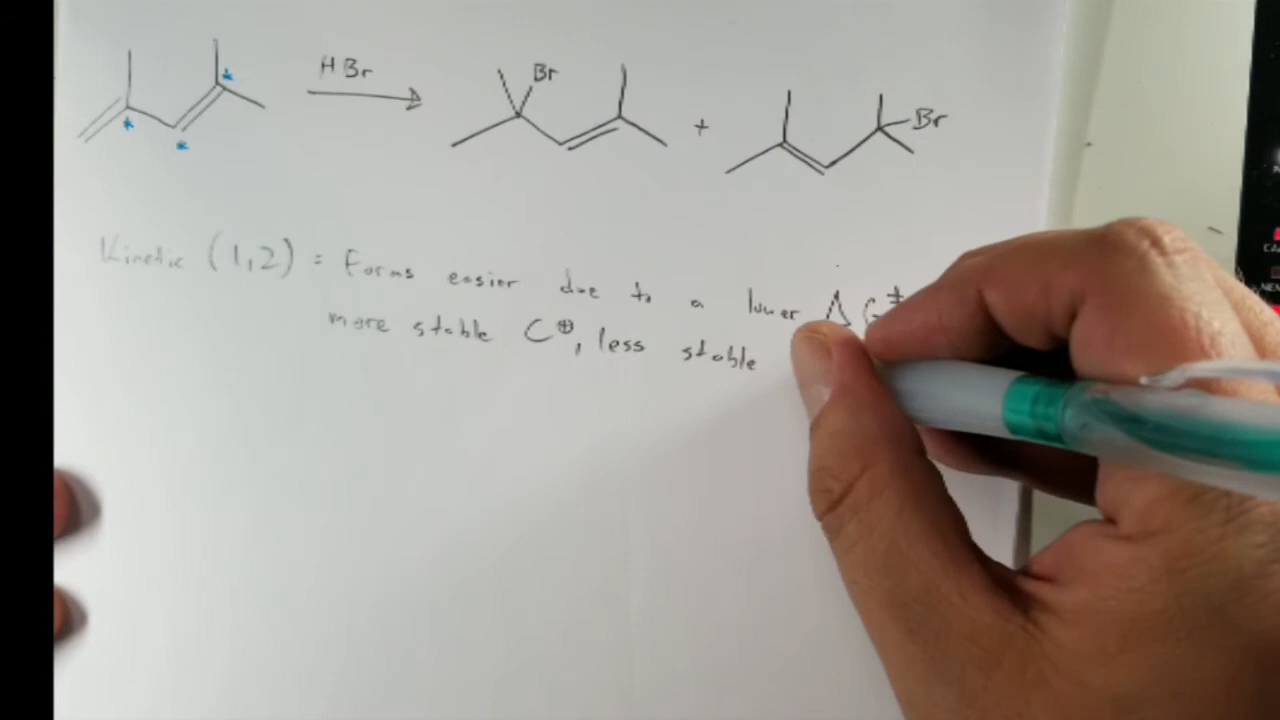 HBr
Br
+
Br
Kinetic (1,2) = Forms easier due to a lower ΔG‡
more stable C⊕, less stable